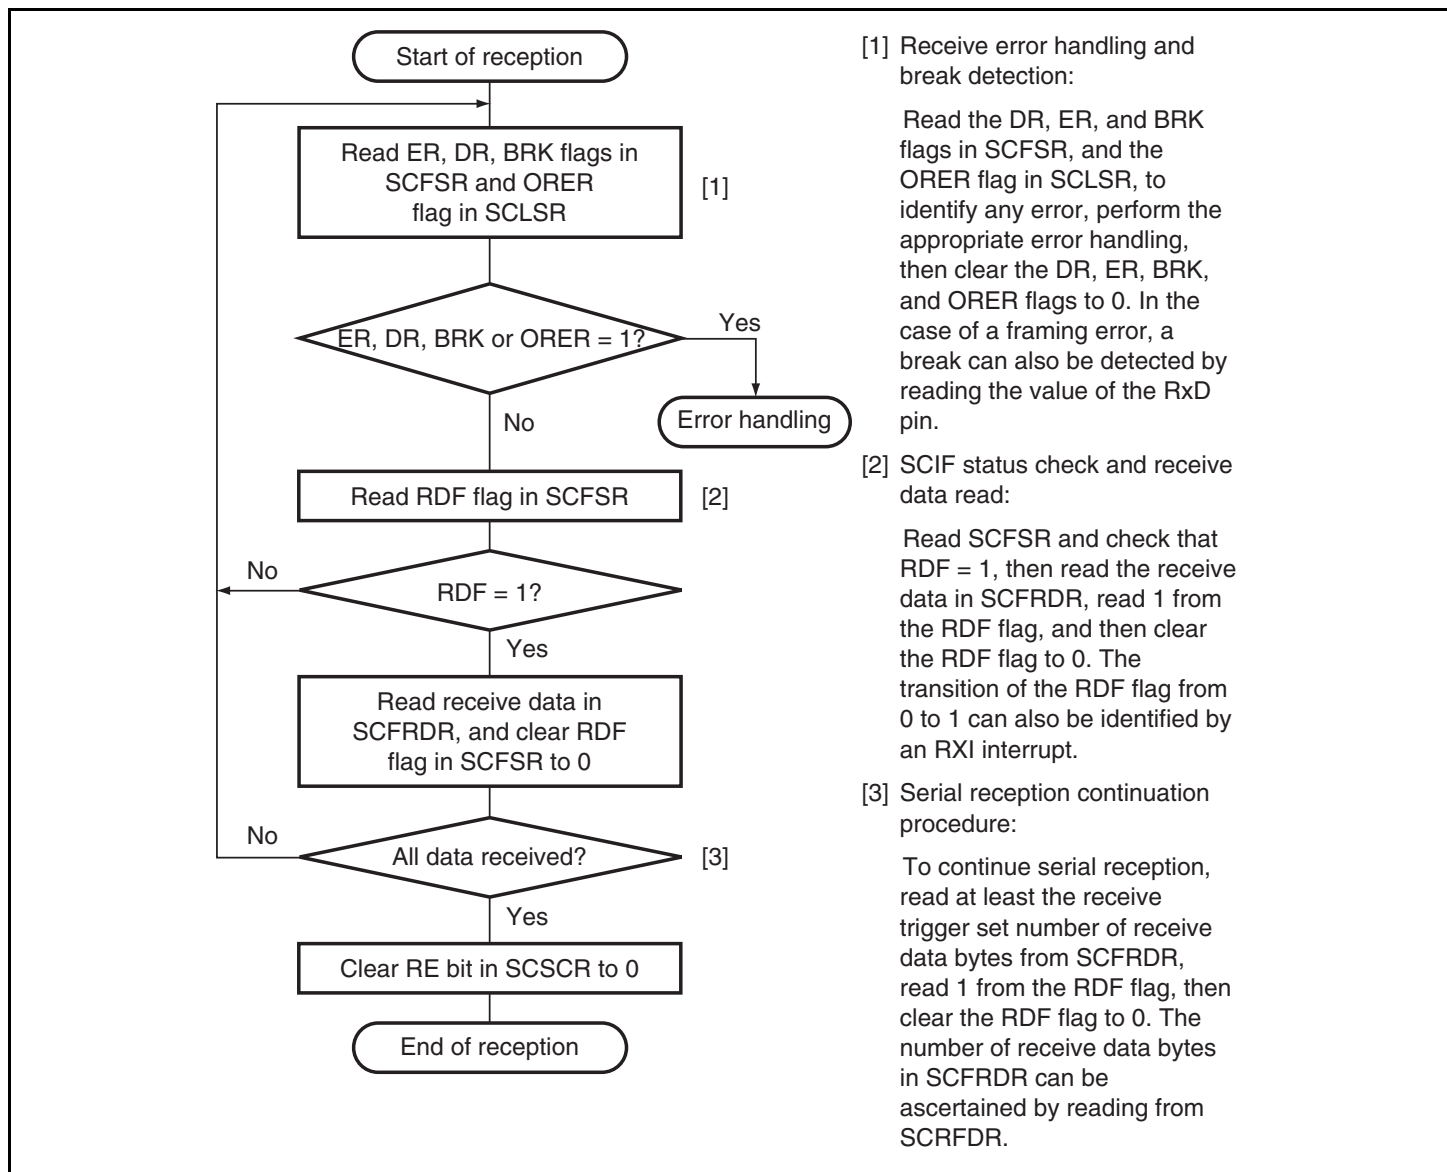 Start of reception
Read ER, DR, BRK flags in
SCFSR and ORER
flag in SCLSR
[1]
ER, DR, BRK or ORER = 1?
Yes
Error handling
No
Read RDF flag in SCFSR
[2]
No
RDF = 1?
Yes
Read receive data in
SCFRDR, and clear RDF
flag in SCFSR to 0
No
All data received?
[3]
Yes
Clear RE bit in SCSCR to 0
End of reception
[1] Receive error handling and
break detection:
Read the DR, ER, and BRK
flags in SCFSR, and the
ORER flag in SCLSR, to
identify any error, perform the
appropriate error handling,
then clear the DR, ER, BRK,
and ORER flags to 0. In the
case of a framing error, a
break can also be detected by
reading the value of the RxD
pin.
[2] SCIF status check and receive
data read:
Read SCFSR and check that
RDF = 1, then read the receive
data in SCFRDR, read 1 from
the RDF flag, and then clear
the RDF flag to 0. The
transition of the RDF flag from
0 to 1 can also be identified by
an RXI interrupt.
[3] Serial reception continuation
procedure:
To continue serial reception,
read at least the receive
trigger set number of receive
data bytes from SCFRDR,
read 1 from the RDF flag, then
clear the RDF flag to 0. The
number of receive data bytes
in SCFRDR can be
ascertained by reading from
SCRFDR.